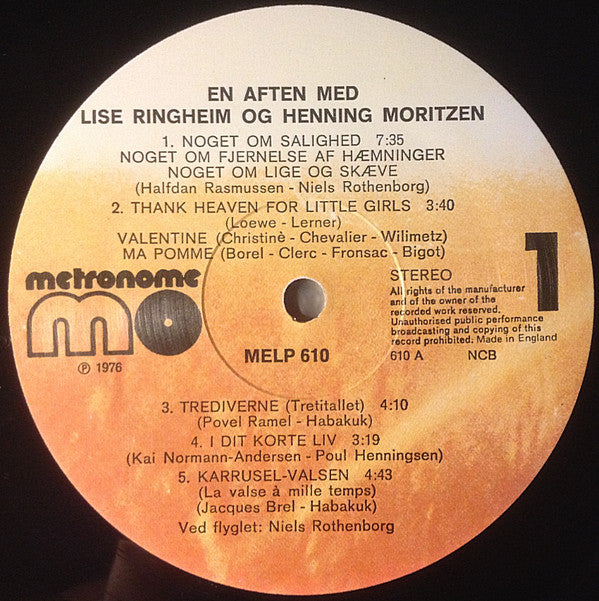 EN AFTEN MED
LISE RINGHEIM OG HENNING MORITZEN
1. NOGET OM SALIGHED 7:35
NOGET OM FJERNELSE AF HÆMNINGER
NOGET OM LIGE OG SKÆVE
(Halfdan Rasmussen - Niels Rothenborg)
2. THANK HEAVEN FOR LITTLE GIRLS 3:40
(Loewe - Lerner)
VALENTINE (Christinè - Chevalier - Wilimetz)
MA POMME (Borel - Clerc - Fronsac - Bigot)
metronome
mo
℗ 1976
MELP 610
STEREO
1
All rights of the manufacturer
and of the owner of the
recorded work reserved.
Unauthorised public performance
broadcasting and copying of this
record prohibited. Made in England
610 A NCB
3. TREDIVERNE (Tretitallet) 4:10
(Povel Ramel - Habakuk)
4. I DIT KORTE LIV 3:19
(Kai Normann-Andersen - Poul Henningsen)
5. KARRUSEL-VALSEN 4:43
(La valse à mille temps)
(Jacques Brel - Habakuk)
Ved flyglet: Niels Rothenborg